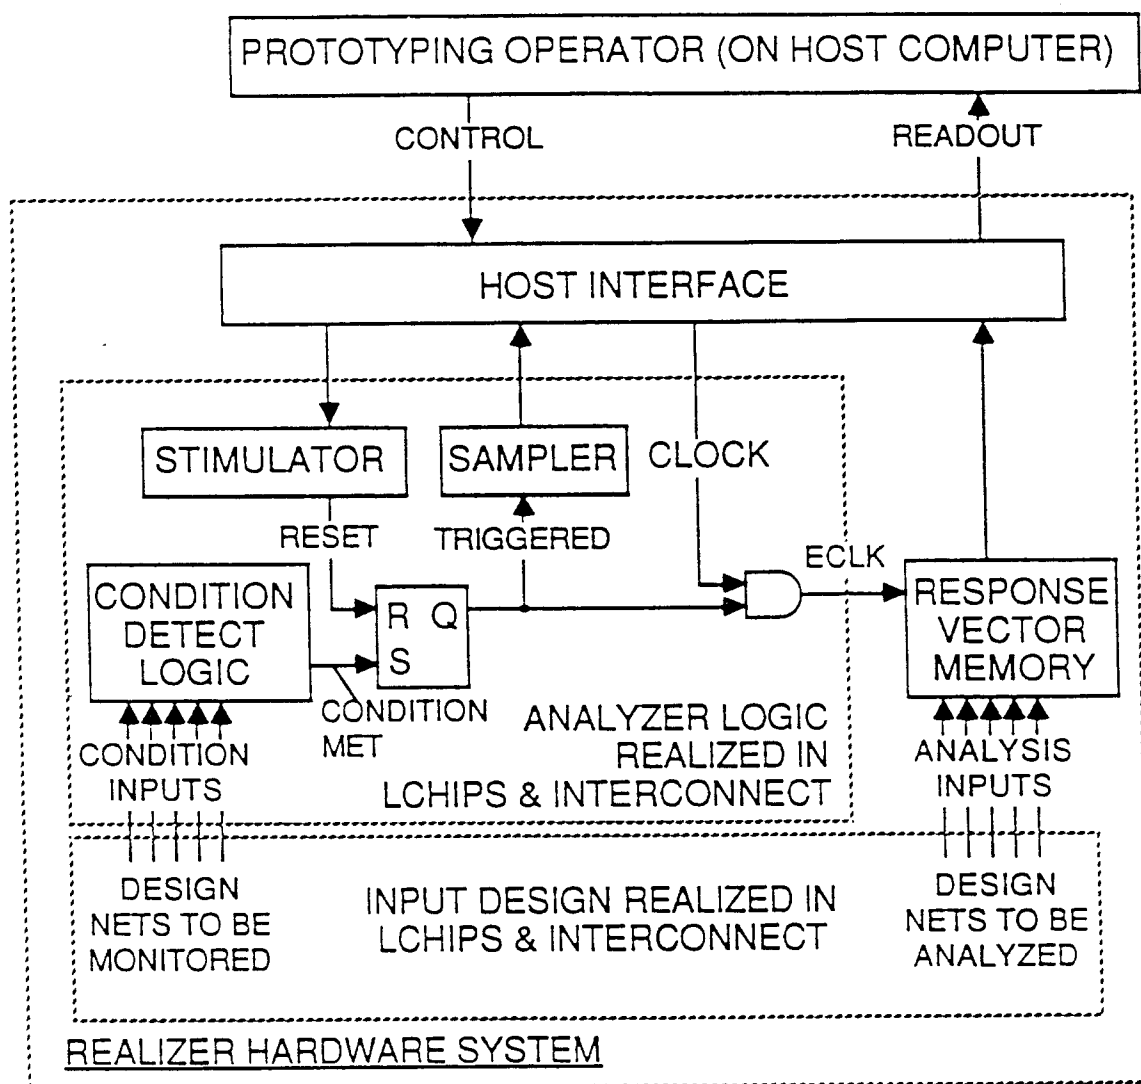 PROTOTYPING OPERATOR (ON HOST COMPUTER)
CONTROL
READOUT
HOST INTERFACE
STIMULATOR
SAMPLER
CLOCK
RESET
TRIGGERED
ECLK
CONDITION
DETECT
LOGIC
R Q
S
RESPONSE
VECTOR
MEMORY
CONDITION
MET
CONDITION
INPUTS
ANALYZER LOGIC
REALIZED IN
LCHIPS & INTERCONNECT
ANALYSIS
INPUTS
DESIGN
NETS TO BE
MONITORED
INPUT DESIGN REALIZED IN
LCHIPS & INTERCONNECT
DESIGN
NETS TO BE
ANALYZED
REALIZER HARDWARE SYSTEM